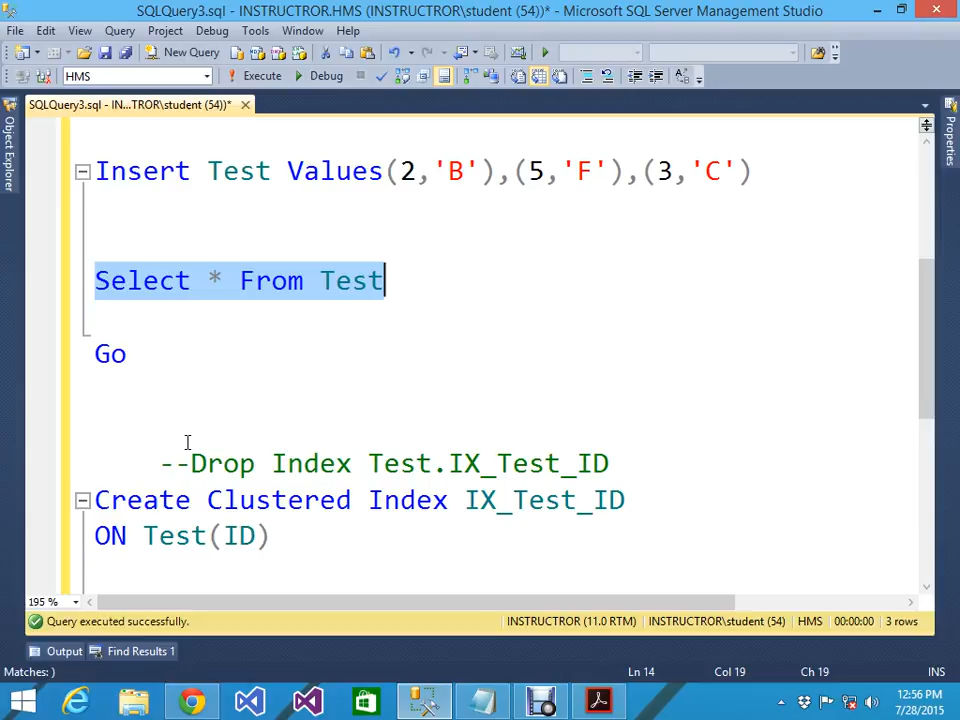 SQLQuery3.sql - INSTRUCTROR.HMS (INSTRUCTROR\student (54))* - Microsoft SQL Server Management Studio
File Edit View Query Project Debug Tools Window Help
New Query
HMS Execute Debug
SQLQuery3.sql - IN...TROR\student (54))*
Object Explorer
Properties
Insert Test Values(2,'B'),(5,'F'),(3,'C')
Select * From Test
Go
--Drop Index Test.IX_Test_ID
Create Clustered Index IX_Test_ID
ON Test(ID)
195 %
Query executed successfully. INSTRUCTROR (11.0 RTM) INSTRUCTROR\student (54) HMS 00:00:00 3 rows
Output Find Results 1
Matches: ) Ln 14 Col 19 Ch 19 INS
12:56 PM
7/28/2015